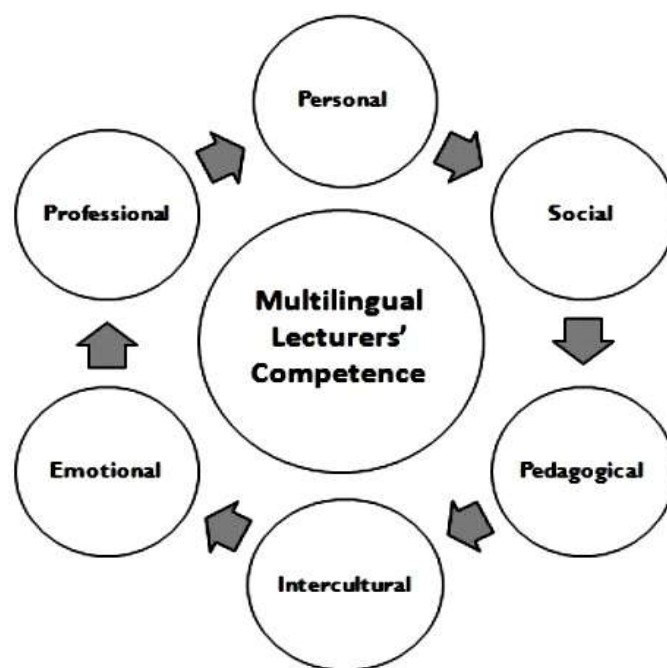 Personal
Professional
Social
Multilingual
Lecturers'
Competence
Emotional
Pedagogical
Intercultural